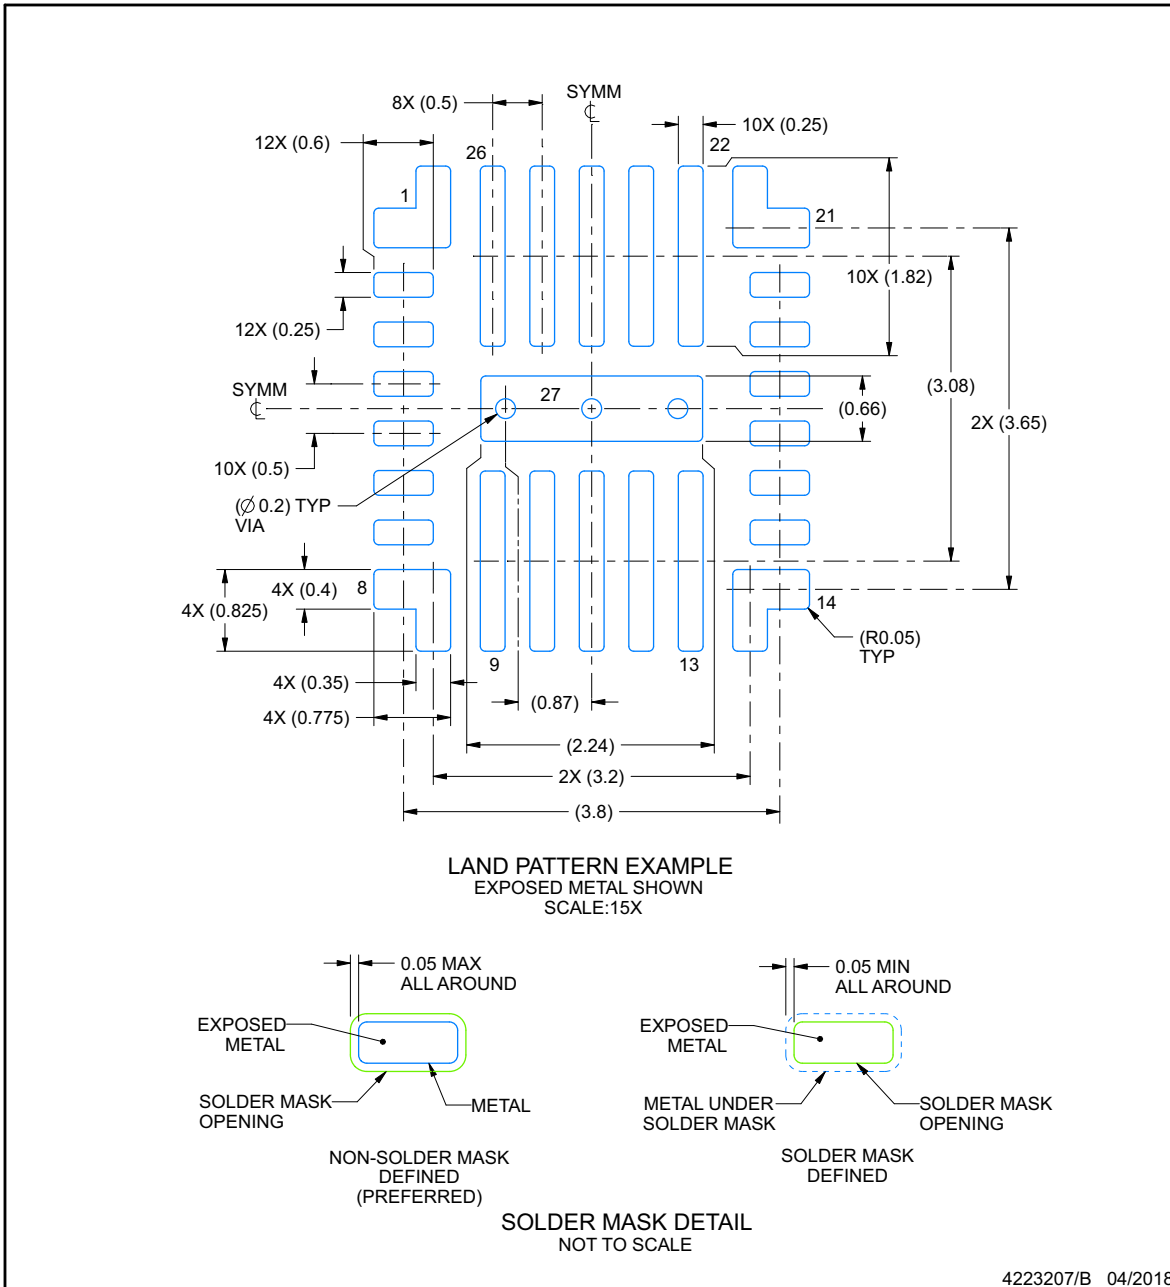 SYMM
℄
8X (0.5)
10X (0.25)
12X (0.6)
26
22
1
21
10X (1.82)
12X (0.25)
(3.08)
SYMM
℄
27
(0.66)
2X (3.65)
10X (0.5)
(Ø 0.2) TYP
VIA
8
4X (0.4)
4X (0.825)
14
(R0.05)
TYP
9
13
4X (0.35)
(0.87)
4X (0.775)
(2.24)
2X (3.2)
(3.8)
LAND PATTERN EXAMPLE
EXPOSED METAL SHOWN
SCALE:15X
0.05 MAX
ALL AROUND
EXPOSED
METAL
SOLDER MASK
OPENING
METAL
NON-SOLDER MASK
DEFINED
(PREFERRED)
0.05 MIN
ALL AROUND
EXPOSED
METAL
METAL UNDER
SOLDER MASK
SOLDER MASK
OPENING
SOLDER MASK
DEFINED
SOLDER MASK DETAIL
NOT TO SCALE
4223207/B 04/2018